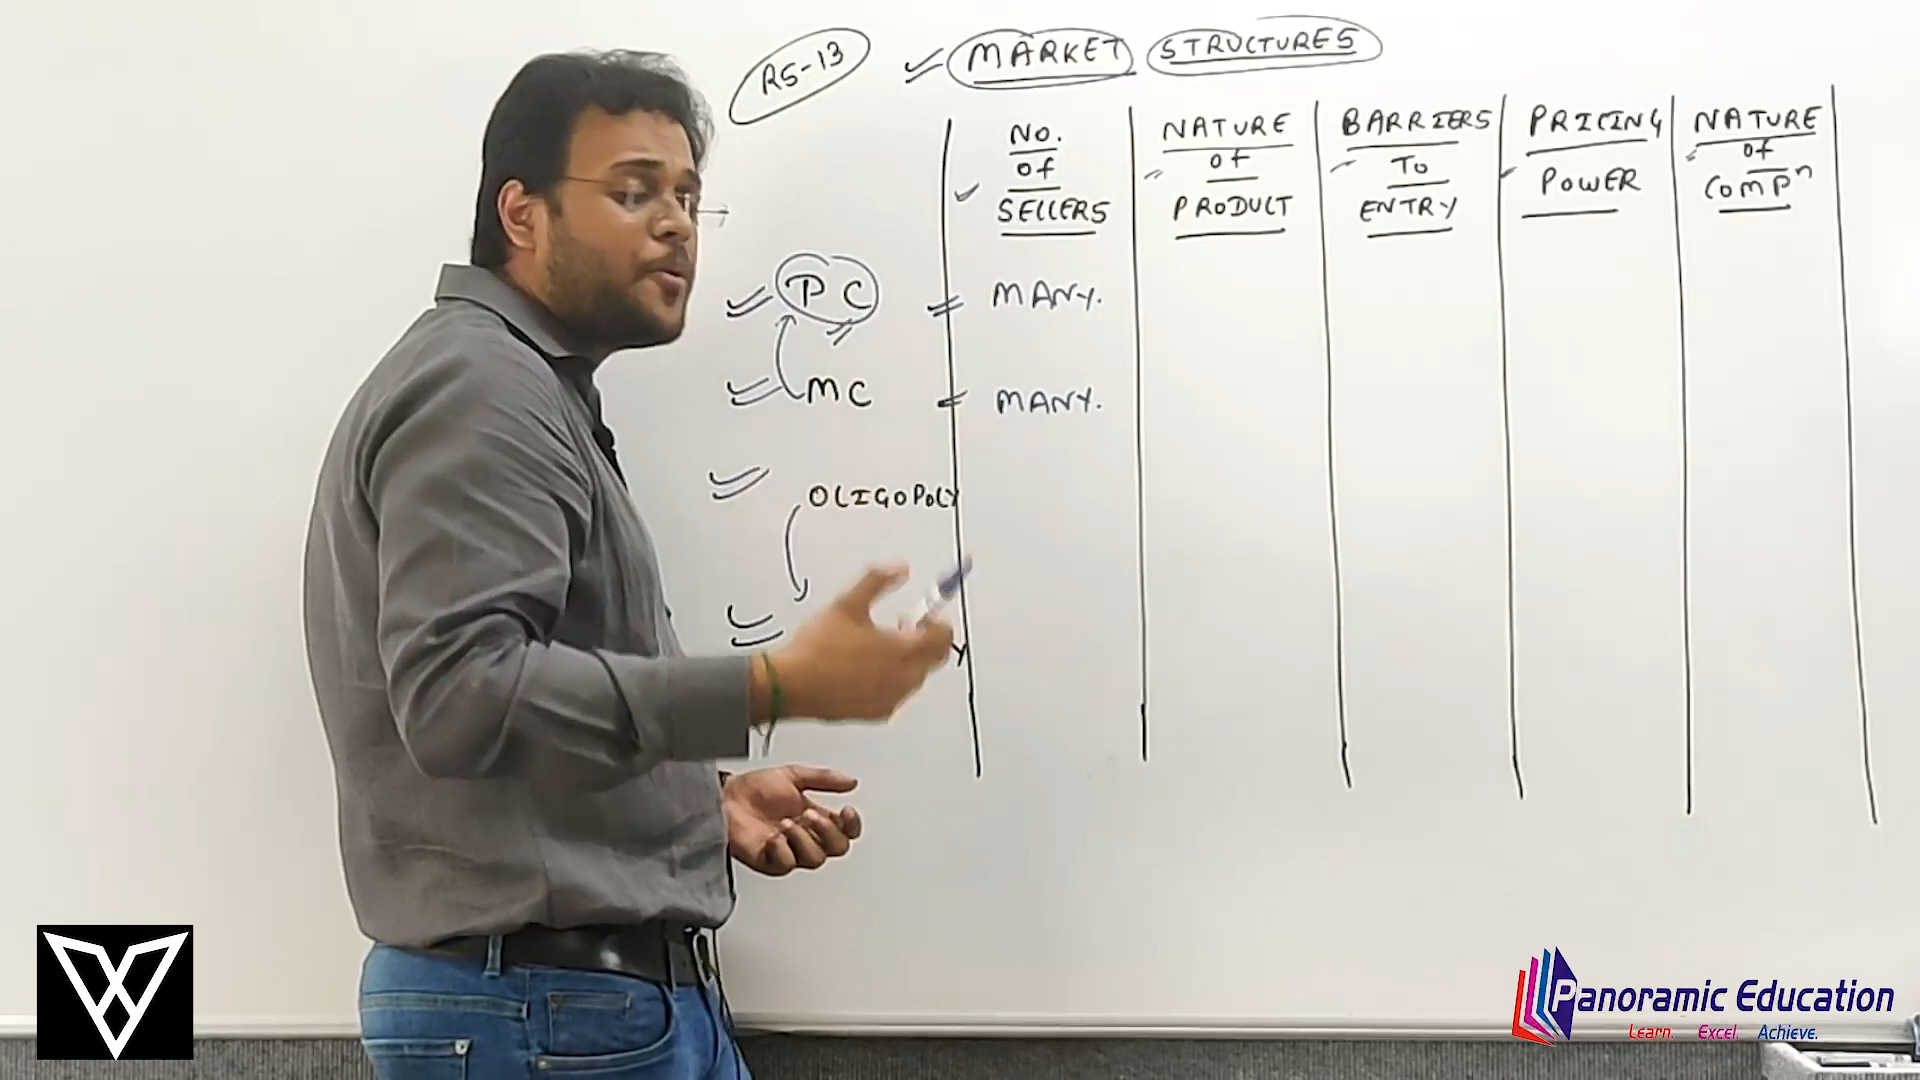 RS-13 MARKET STRUCTURES
NO. OF SELLERS
NATURE OF PRODUCT
BARRIERS TO ENTRY
PRICING POWER
NATURE OF COMPn
PC MANY.
MC MANY.
OLIGOPOLY
Y
Panoramic Education
Learn. Excel. Achieve.